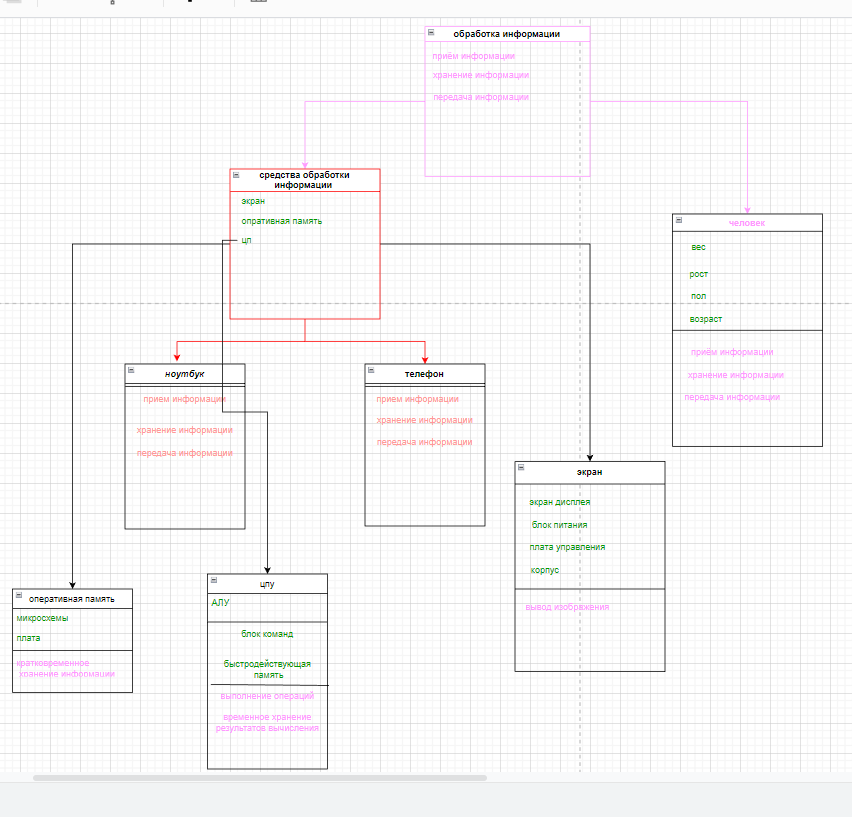 обработка информации
приём информации
хранение информации
передача информации
средства обработки
информации
экран
опративная память
цп
человек
вес
рост
пол
возраст
приём информации
хранение информации
передача информации
ноутбук
прием информации
хранение информации
передача информации
телефон
прием информации
хранение информации
передача информации
экран
экран дисплея
блок питания
плата управления
корпус
вывод изображения
оперативная память
микросхемы
плата
кратковременное
хранение информации
цпу
АЛУ
блок команд
быстродействующая
память
выполнение операций
временное хранение
результатов вычисления